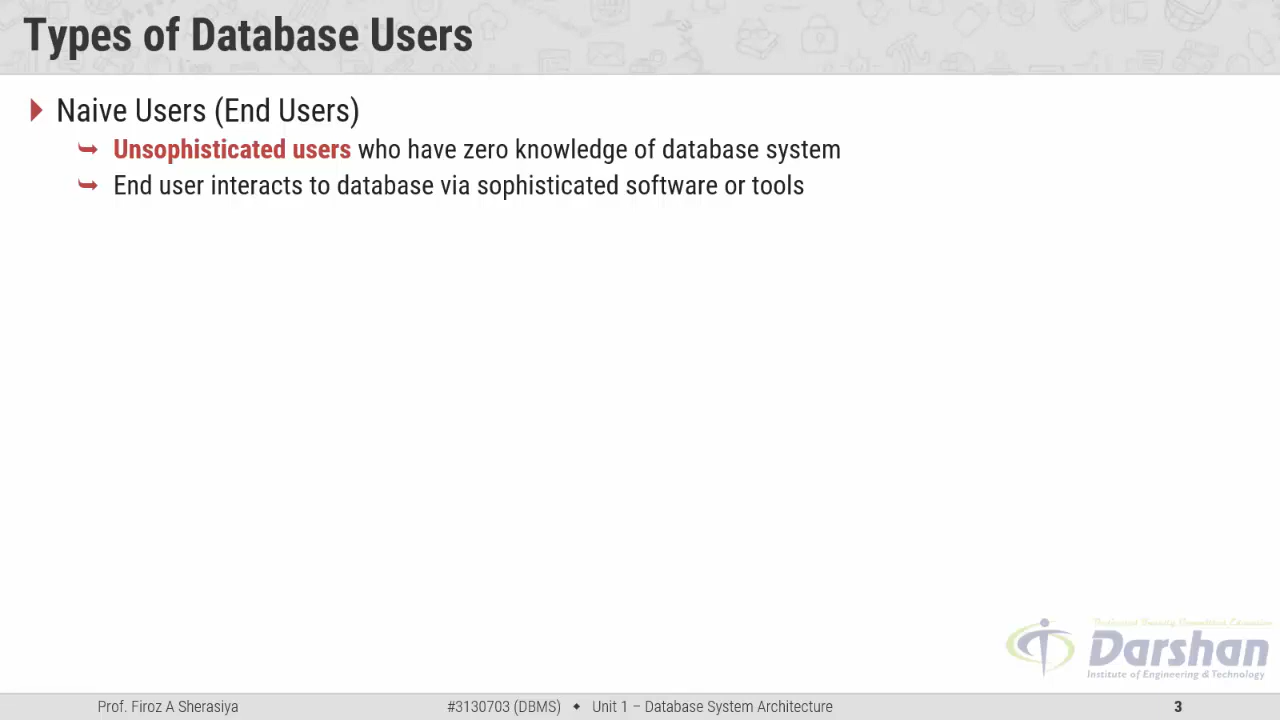 Types of Database Users
Naive Users (End Users)
Unsophisticated users who have zero knowledge of database system
End user interacts to database via sophisticated software or tools
Darshan
Institute of Engineering & Technology
Prof. Firoz A Sherasiya
#3130703 (DBMS) ◆ Unit 1 – Database System Architecture
3